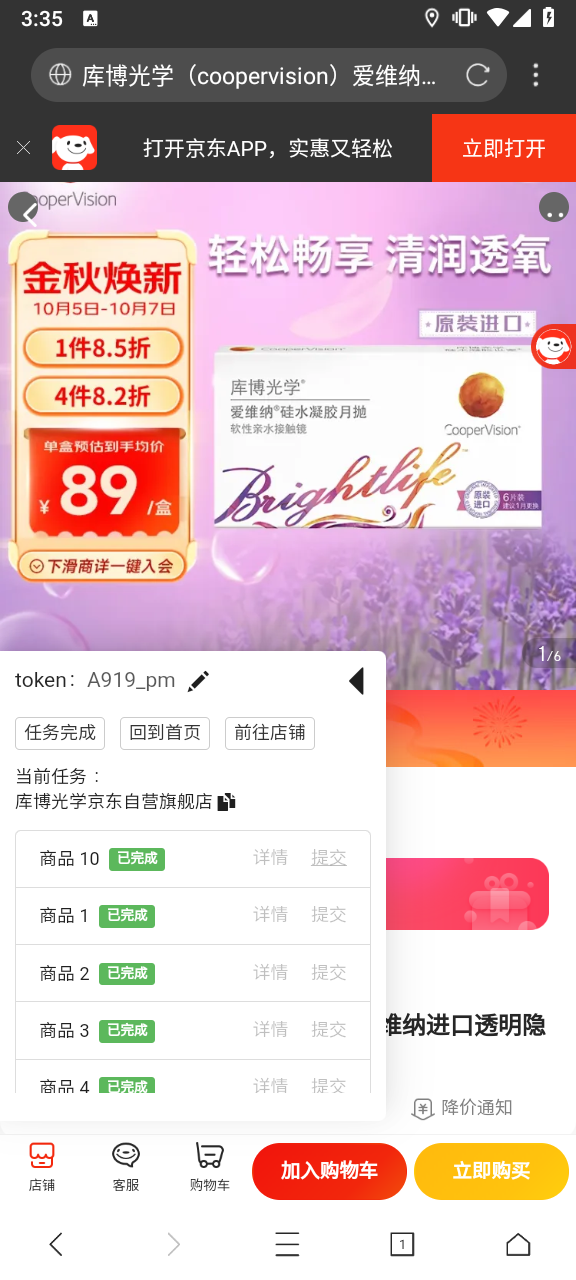 3:35
A
库博光学（coopervision）爱维纳…
打开京东APP，实惠又轻松
立即打开
CooperVision
轻松畅享 清润透氧
金秋焕新
10月5日-10月7日
1件8.5折
4件8.2折
单盒预估到手均价
¥89/盒
下滑商详一键入会
原装进口
库博光学®
爱维纳®硅水凝胶月抛
软性亲水接触镜
CooperVision®
Brightlife™
原装
进口
6片装
建议1月更换
1/6
token： A919_pm
任务完成 回到首页 前往店铺
当前任务：
库博光学京东自营旗舰店
商品 10 已完成 详情 提交
商品 1 已完成 详情 提交
商品 2 已完成 详情 提交
商品 3 已完成 详情 提交
商品 4 已完成 详情 提交
维纳进口透明隐
降价通知
店铺 客服 购物车 加入购物车 立即购买
1